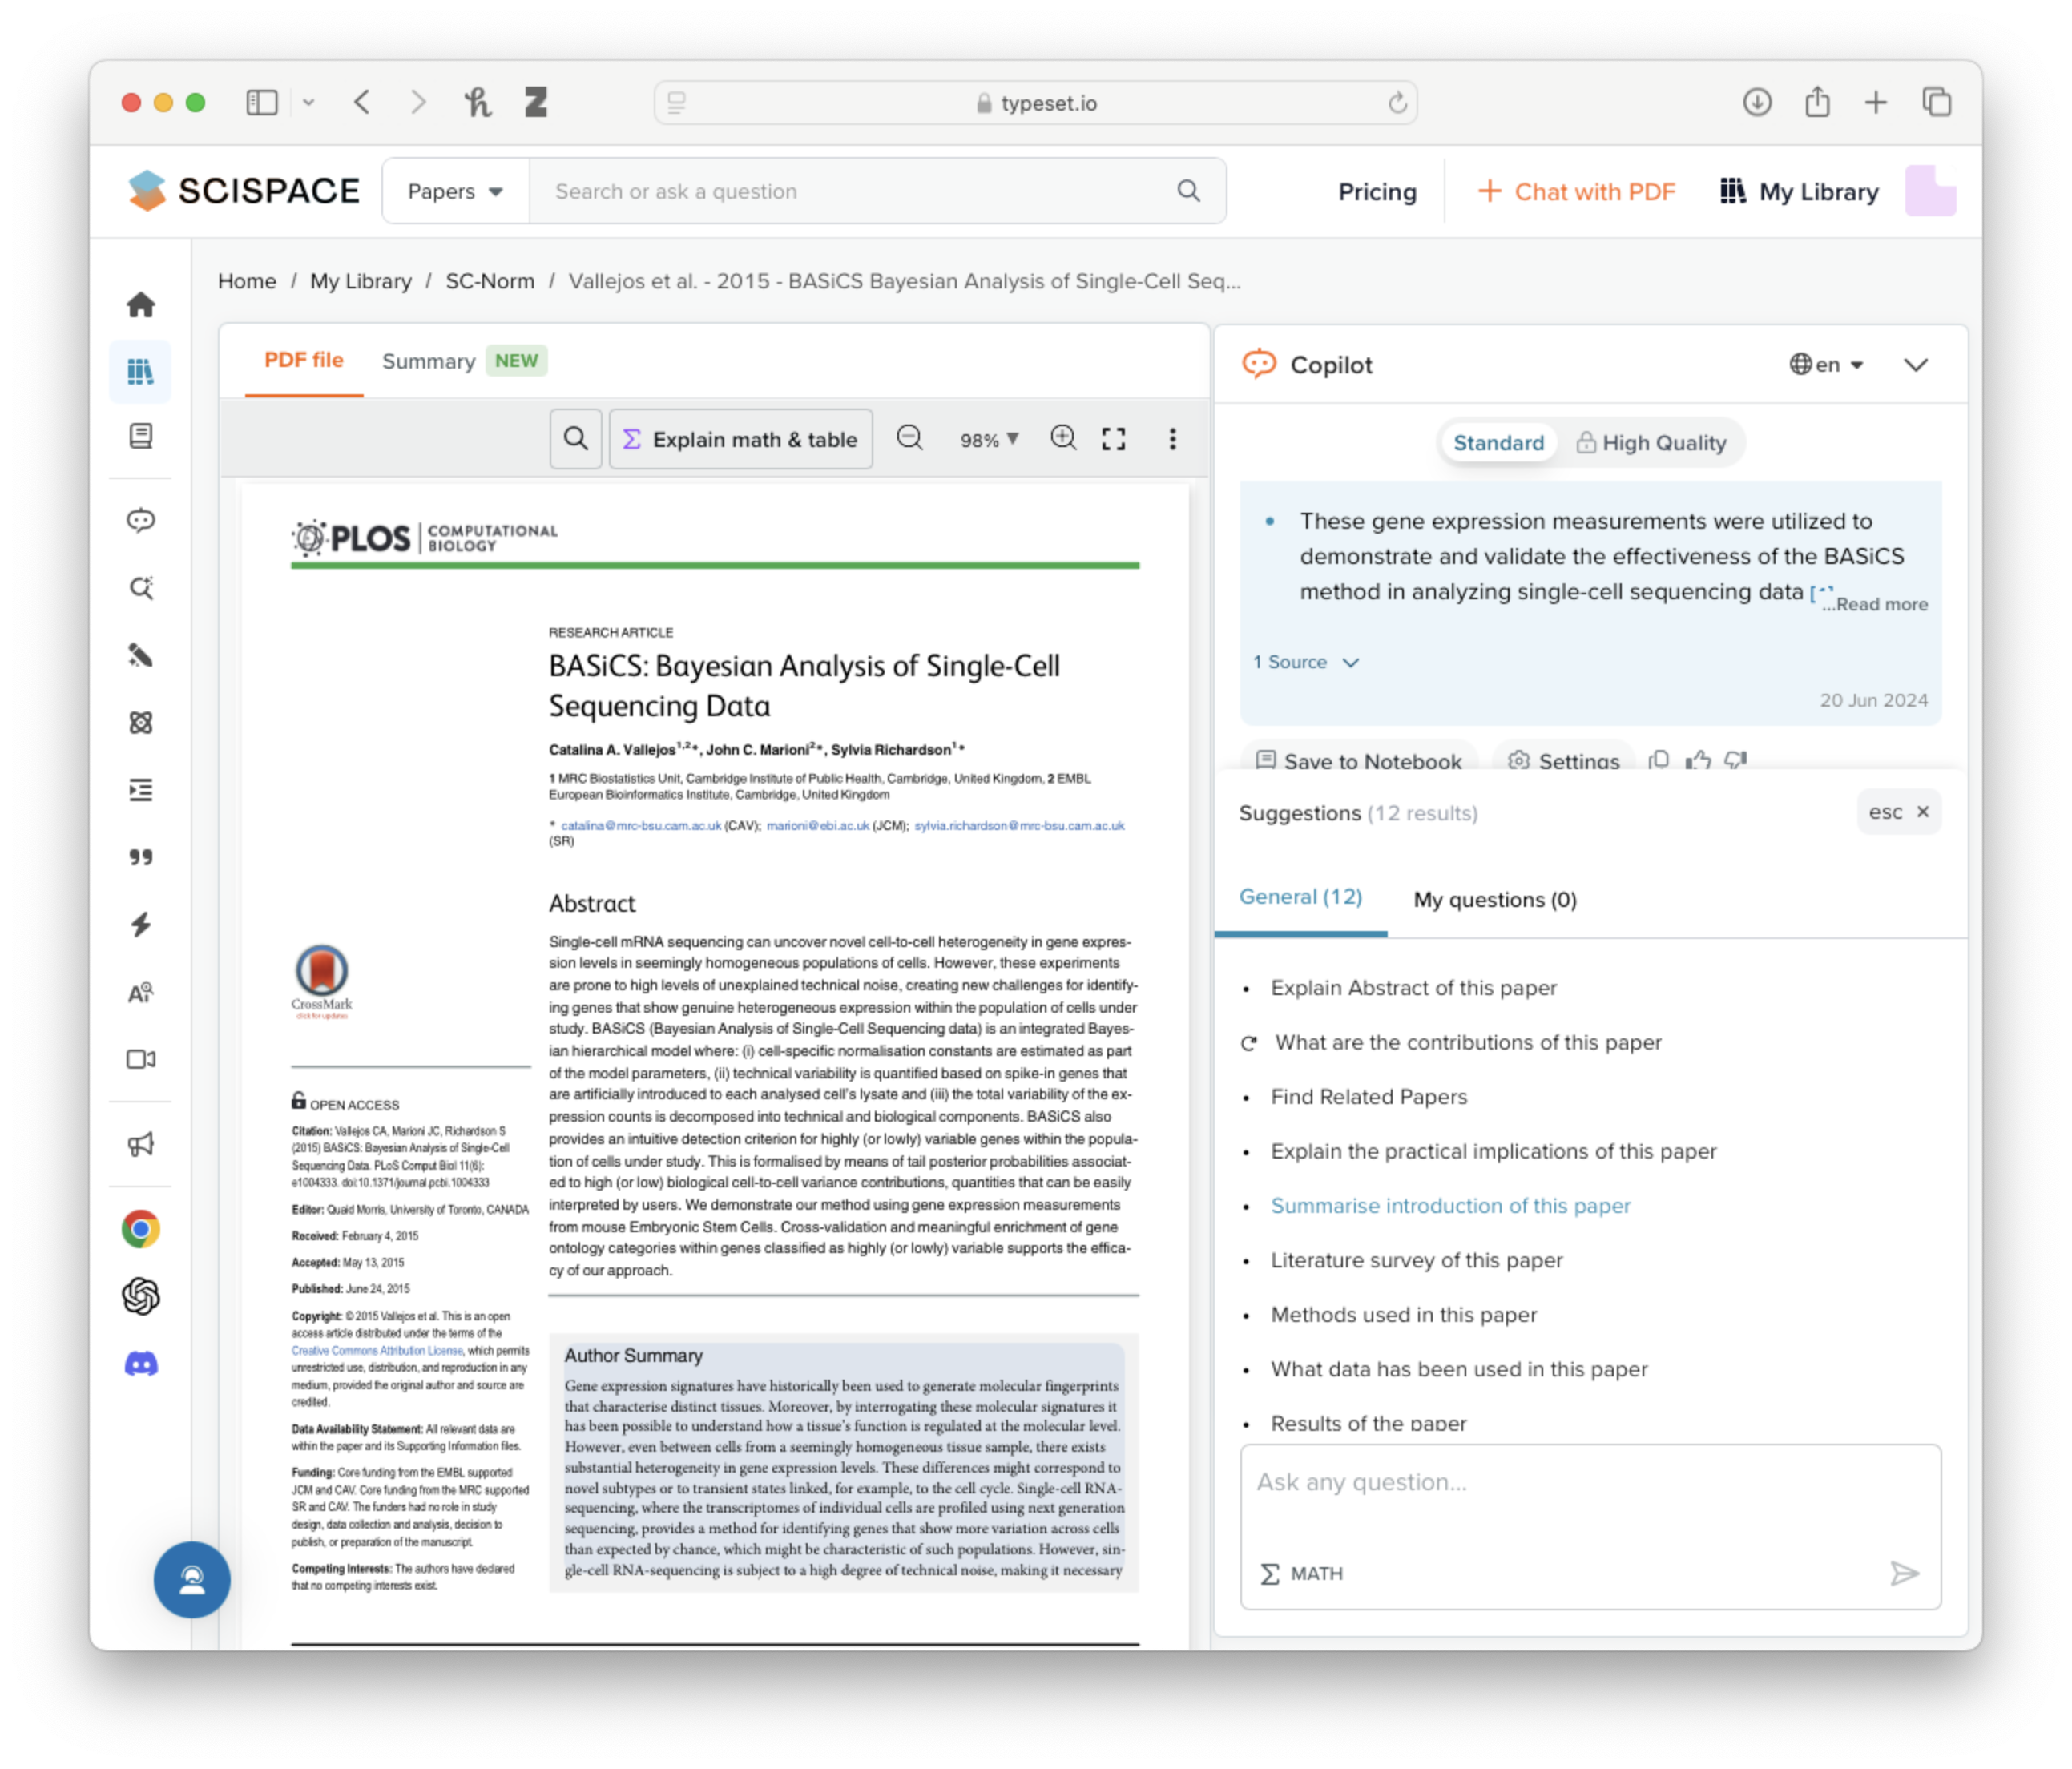 typeset.io
SCISPACE
Papers
Search or ask a question
Pricing
+ Chat with PDF
My Library
Home / My Library / SC-Norm / Vallejos et al. - 2015 - BASiCS Bayesian Analysis of Single-Cell Seq...
PDF file
Summary
NEW
Explain math & table
98%
PLOS
COMPUTATIONAL
BIOLOGY
RESEARCH ARTICLE
BASiCS: Bayesian Analysis of Single-Cell
Sequencing Data
Catalina A. Vallejos1,2*, John C. Marioni2*, Sylvia Richardson1*
1 MRC Biostatistics Unit, Cambridge Institute of Public Health, Cambridge, United Kingdom, 2 EMBL
European Bioinformatics Institute, Cambridge, United Kingdom
* catalina@mrc-bsu.cam.ac.uk (CAV); marioni@ebi.ac.uk (JCM); sylvia.richardson@mrc-bsu.cam.ac.uk
(SR)
Abstract
Single-cell mRNA sequencing can uncover novel cell-to-cell heterogeneity in gene expres-
sion levels in seemingly homogeneous populations of cells. However, these experiments
are prone to high levels of unexplained technical noise, creating new challenges for identify-
ing genes that show genuine heterogeneous expression within the population of cells under
study. BASiCS (Bayesian Analysis of Single-Cell Sequencing data) is an integrated Bayes-
ian hierarchical model where: (i) cell-specific normalisation constants are estimated as part
of the model parameters, (ii) technical variability is quantified based on spike-in genes that
are artificially introduced to each analysed cell's lysate and (iii) the total variability of the ex-
pression counts is decomposed into technical and biological components. BASiCS also
provides an intuitive detection criterion for highly (or lowly) variable genes within the popula-
tion of cells under study. This is formalised by means of tail posterior probabilities associat-
ed to high (or low) biological cell-to-cell variance contributions, quantities that can be easily
interpreted by users. We demonstrate our method using gene expression measurements
from mouse Embryonic Stem Cells. Cross-validation and meaningful enrichment of gene
ontology categories within genes classified as highly (or lowly) variable supports the effica-
cy of our approach.
CrossMark
click for updates
OPEN ACCESS
Citation: Vallejos CA, Marioni JC, Richardson S
(2015) BASiCS: Bayesian Analysis of Single-Cell
Sequencing Data. PLoS Comput Biol 11(6):
e1004333. doi:10.1371/journal.pcbi.1004333
Editor: Quaid Morris, University of Toronto, CANADA
Received: February 4, 2015
Accepted: May 13, 2015
Published: June 24, 2015
Copyright: © 2015 Vallejos et al. This is an open
access article distributed under the terms of the
Creative Commons Attribution License, which permits
unrestricted use, distribution, and reproduction in any
medium, provided the original author and source are
credited.
Data Availability Statement: All relevant data are
within the paper and its Supporting Information files.
Funding: Core funding from the EMBL supported
JCM and CAV. Core funding from the MRC supported
SR and CAV. The funders had no role in study
design, data collection and analysis, decision to
publish, or preparation of the manuscript.
Competing Interests: The authors have declared
that no competing interests exist.
Author Summary
Gene expression signatures have historically been used to generate molecular fingerprints
that characterise distinct tissues. Moreover, by interrogating these molecular signatures it
has been possible to understand how a tissue's function is regulated at the molecular level.
However, even between cells from a seemingly homogeneous tissue sample, there exists
substantial heterogeneity in gene expression levels. These differences might correspond to
novel subtypes or to transient states linked, for example, to the cell cycle. Single-cell RNA-
sequencing, where the transcriptomes of individual cells are profiled using next generation
sequencing, provides a method for identifying genes that show more variation across cells
than expected by chance, which might be characteristic of such populations. However, sin-
gle-cell RNA-sequencing is subject to a high degree of technical noise, making it necessary
Copilot
en
Standard
High Quality
• These gene expression measurements were utilized to
demonstrate and validate the effectiveness of the BASiCS
method in analyzing single-cell sequencing data
...Read more
1 Source
20 Jun 2024
Save to Notebook
Settings
Suggestions (12 results)
esc ×
General (12)
My questions (0)
• Explain Abstract of this paper
What are the contributions of this paper
• Find Related Papers
• Explain the practical implications of this paper
• Summarise introduction of this paper
• Literature survey of this paper
• Methods used in this paper
• What data has been used in this paper
• Results of the paper
Ask any question...
Σ MATH